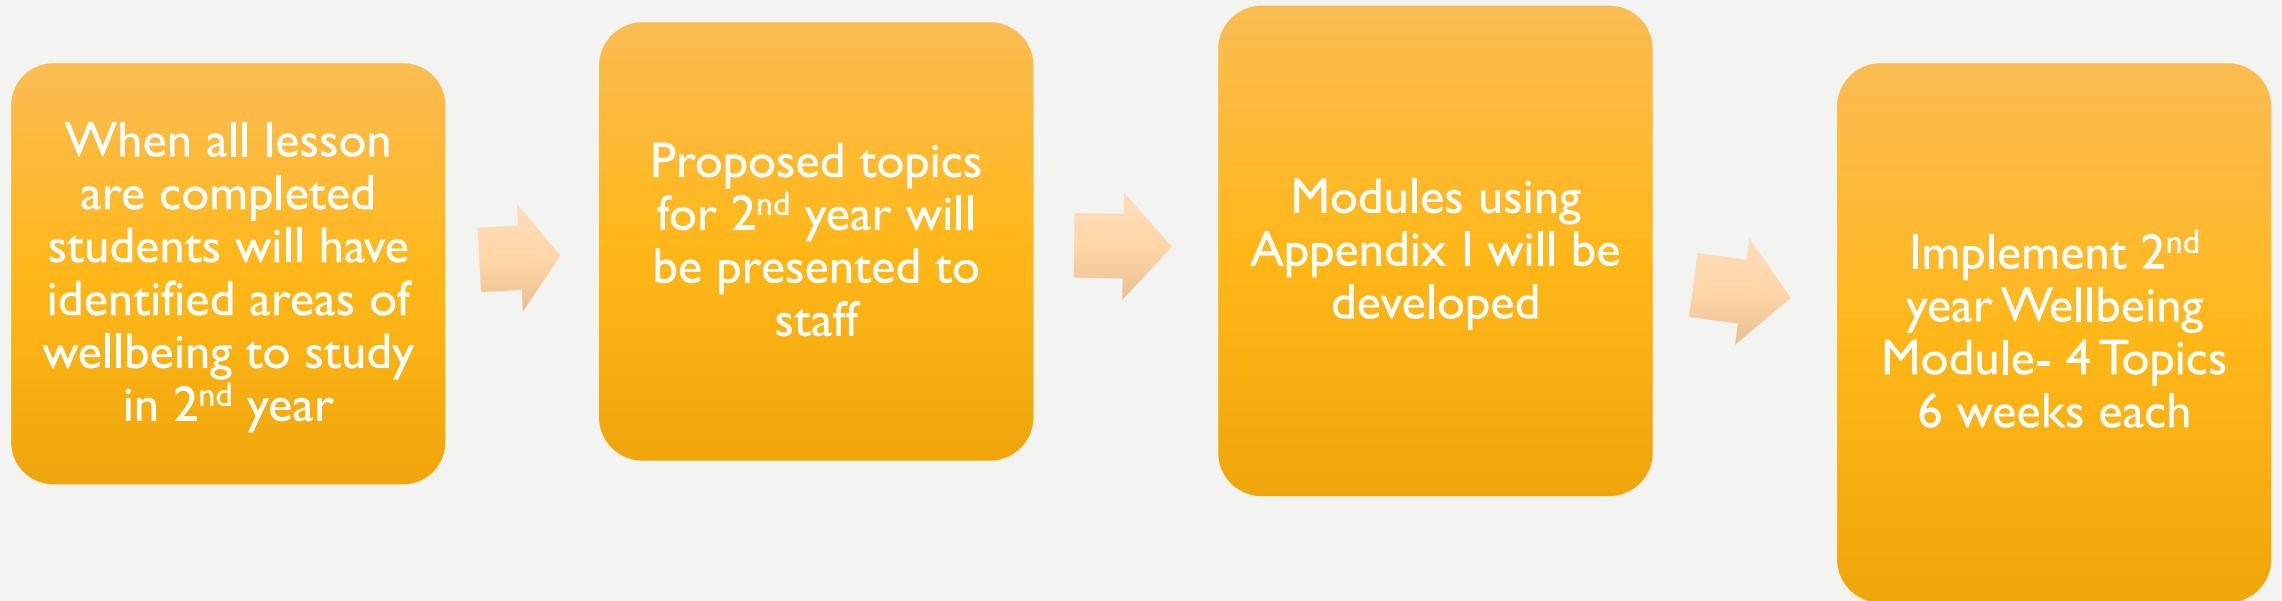 When all lesson
are completed
students will have
identified areas of
wellbeing to study
in 2nd year
Proposed topics
for 2nd year will
be presented to
staff
Modules using
Appendix 1 will be
developed
Implement 2nd
year Wellbeing
Module- 4 Topics
6 weeks each